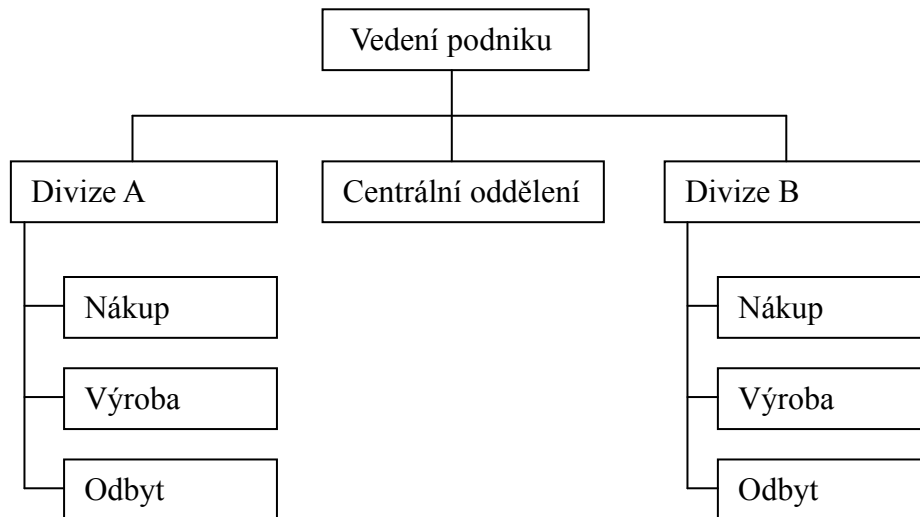 Vedení podniku
Divize A
Centrální oddělení
Divize B
Nákup
Nákup
Výroba
Výroba
Odbyt
Odbyt